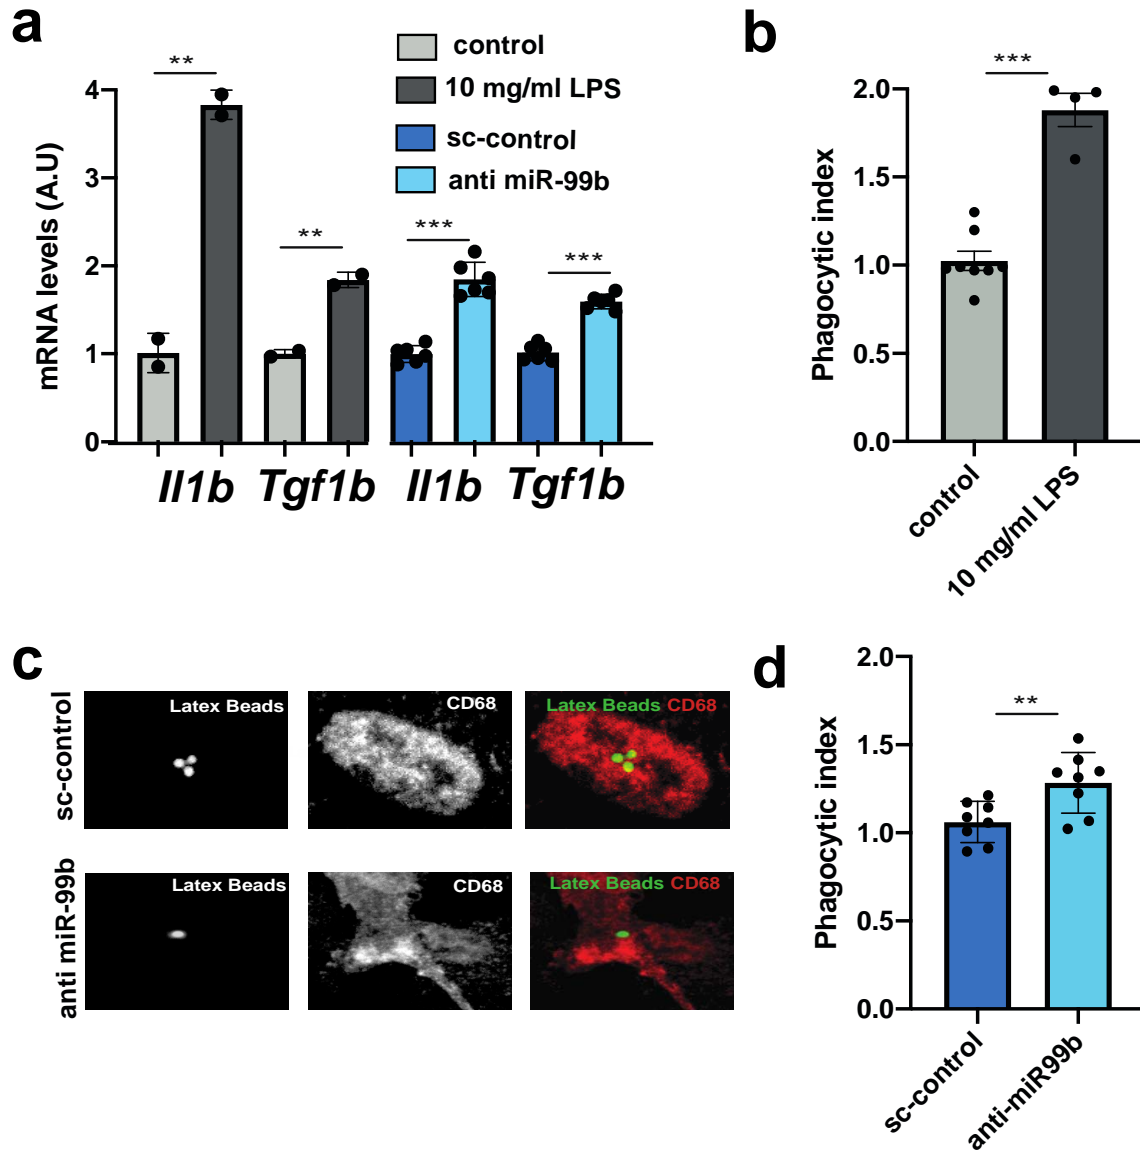 a
control
10 mg/ml LPS
sc-control
anti miR-99b
mRNA levels (A.U)
4
3
2
1
0
**
**
***
***
Il1b Tgf1b Il1b Tgf1b
b
***
Phagocytic index
2.0
1.5
1.0
0.5
0.0
control
10 mg/ml LPS
c
sc-control
Latex Beads
CD68
Latex Beads CD68
anti miR-99b
Latex Beads
CD68
Latex Beads CD68
d
**
Phagocytic index
2.0
1.5
1.0
0.5
0.0
sc-control
anti-miR99b